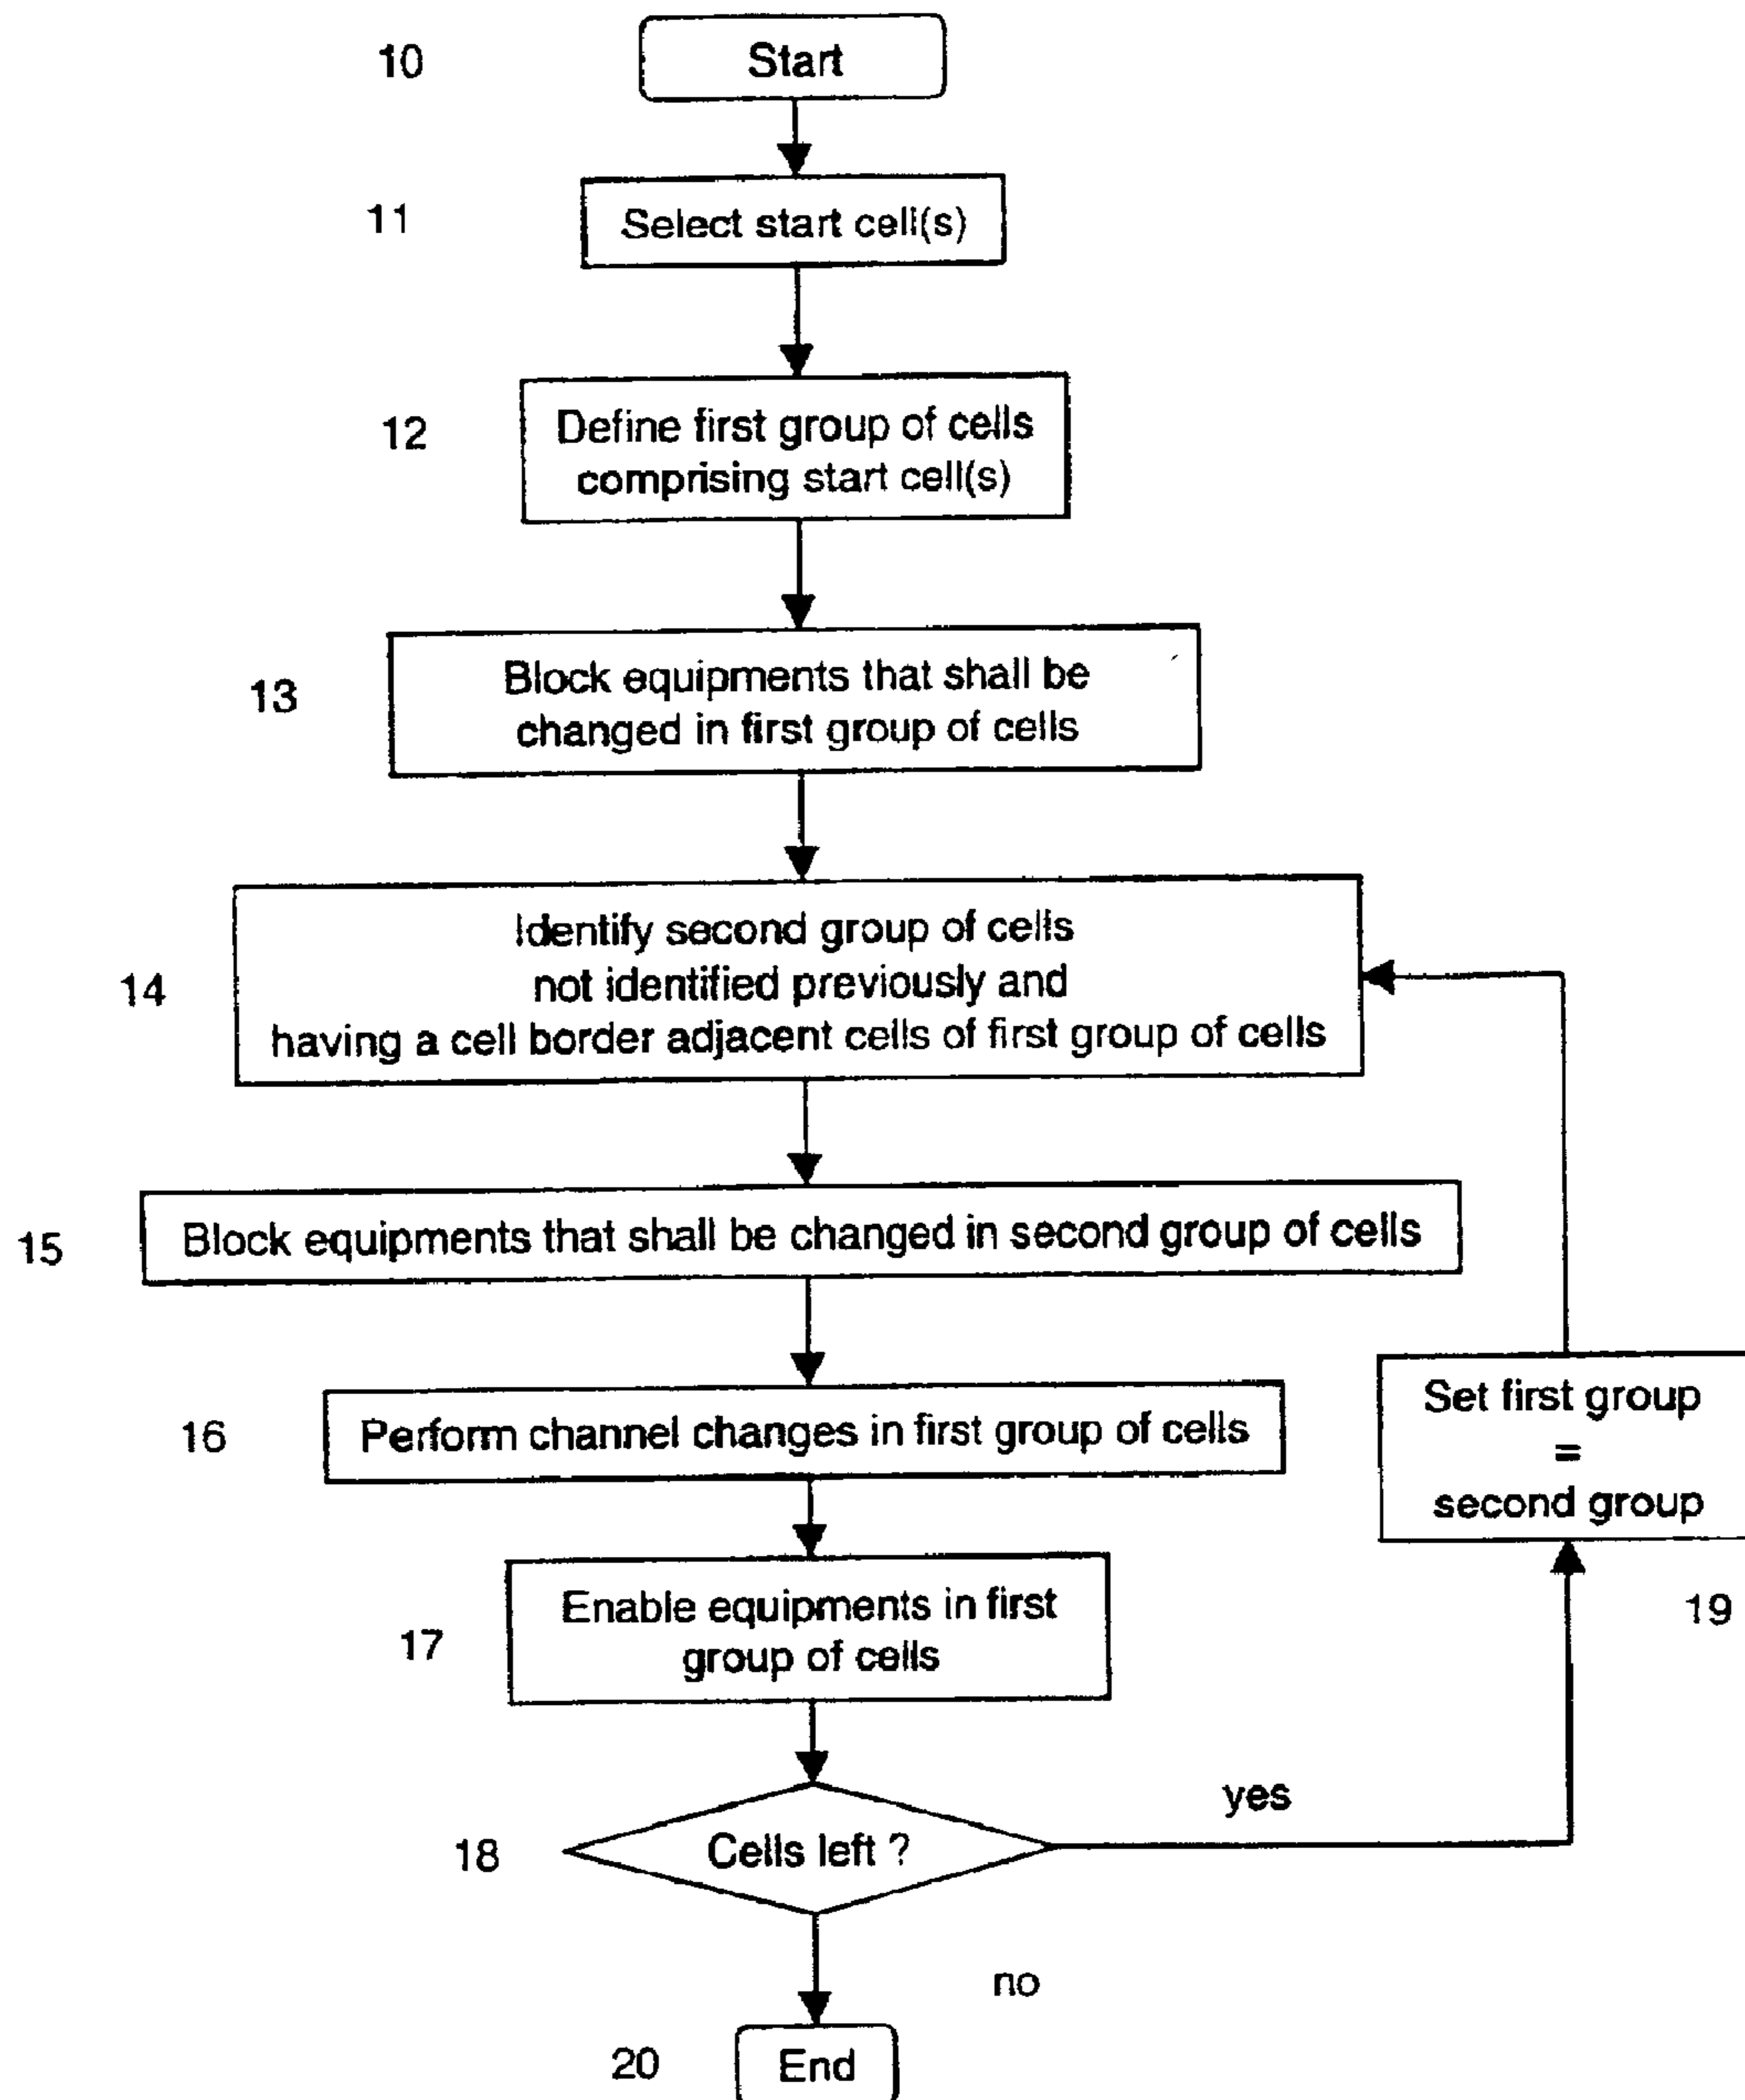 10
Start
11
Select start cell(s)
12
Define first group of cells
comprising start cell(s)
13
Block equipments that shall be
changed in first group of cells
14
Identify second group of cells
not identified previously and
having a cell border adjacent cells of first group of cells
15
Block equipments that shall be changed in second group of cells
16
Perform channel changes in first group of cells
Set first group
=
second group
19
17
Enable equipments in first
group of cells
18
Cells left ?
yes
no
20
End